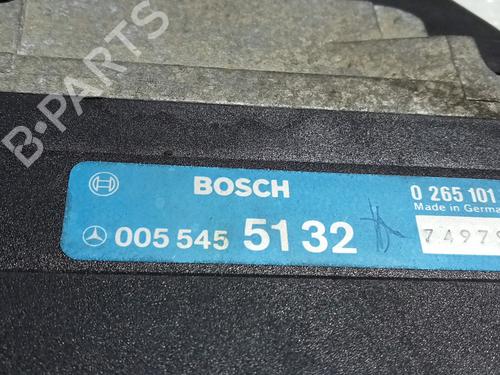 B-PARTS
BOSCH
0 265 101
Made in Germa
005 545 51 32
7497